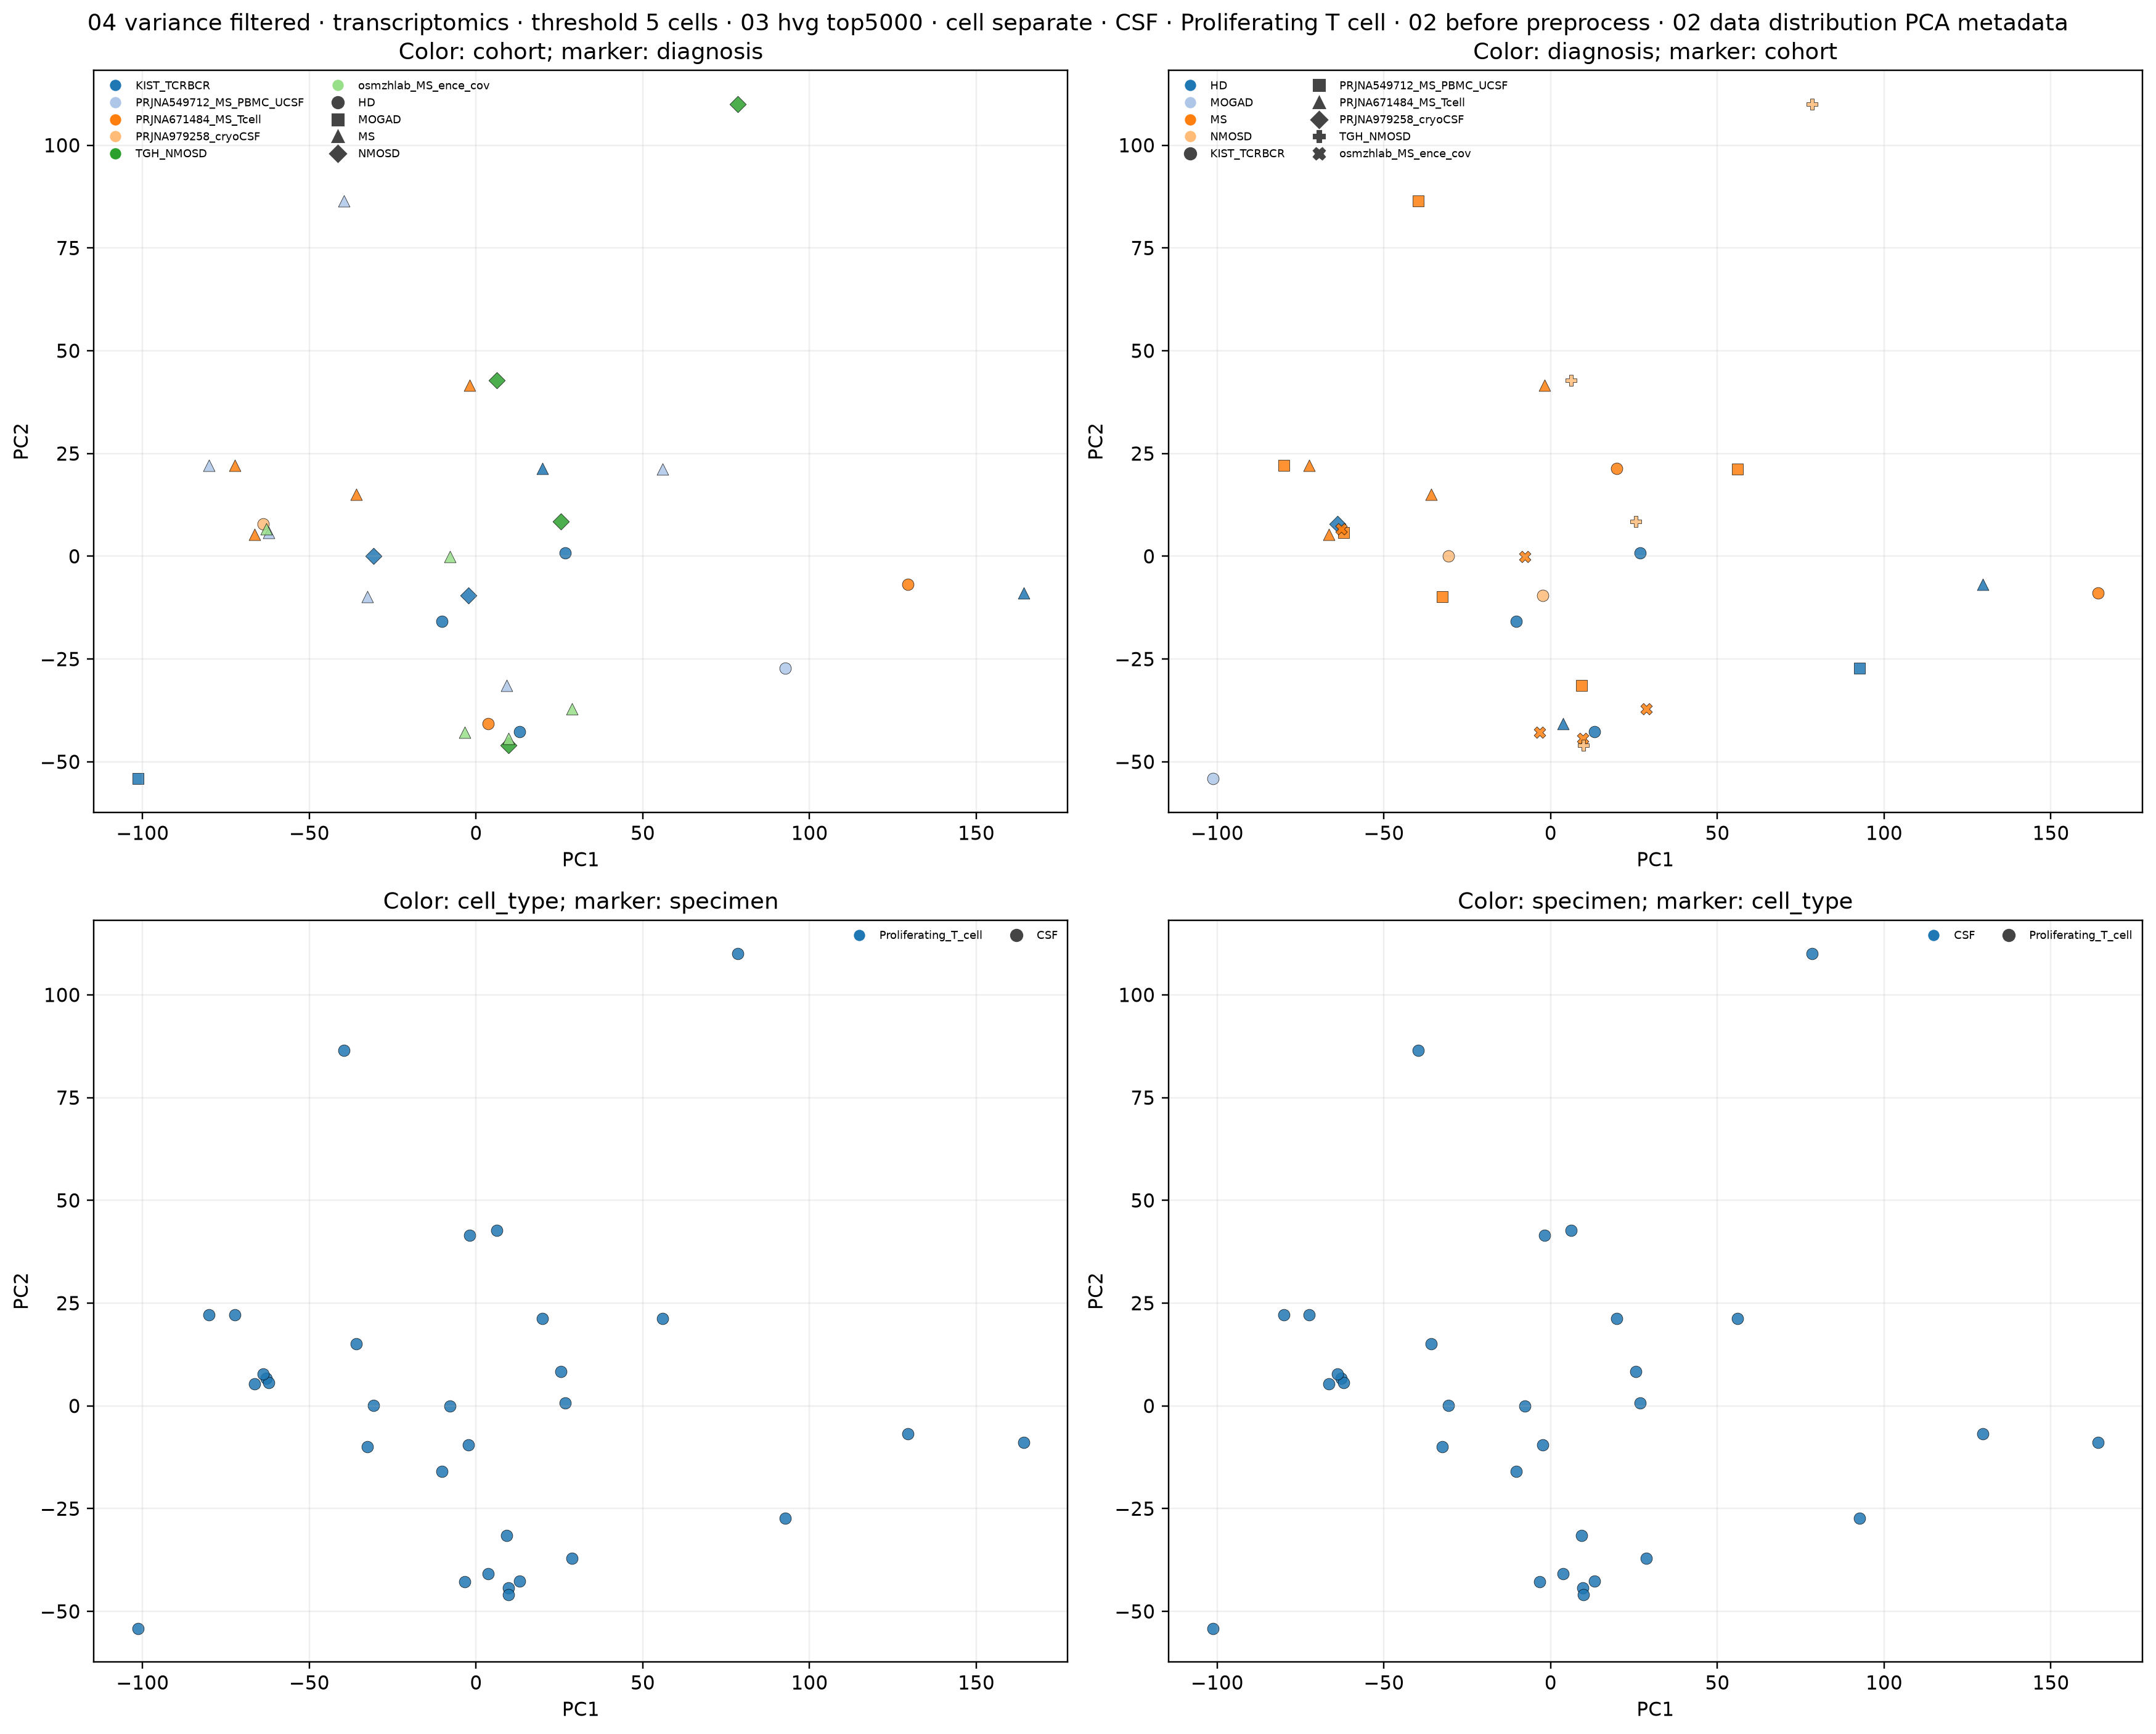 04 variance filtered · transcriptomics · threshold 5 cells · 03 hvg top5000 · cell separate · CSF · Proliferating T cell · 02 before preprocess · 02 data distribution PCA metadata
Color: cohort; marker: diagnosis
KIST_TCRBCR
PRJNA549712_MS_PBMC_UCSF
PRJNA671484_MS_Tcell
PRJNA979258_cryoCSF
TGH_NMOSD
osmzhlab_MS_ence_cov
HD
MOGAD
MS
NMOSD
100
75
50
25
0
−25
−50
PC2
−100
−50
0
50
100
150
PC1
Color: diagnosis; marker: cohort
HD
MOGAD
MS
NMOSD
KIST_TCRBCR
PRJNA549712_MS_PBMC_UCSF
PRJNA671484_MS_Tcell
PRJNA979258_cryoCSF
TGH_NMOSD
osmzhlab_MS_ence_cov
100
75
50
25
0
−25
−50
PC2
−100
−50
0
50
100
150
PC1
Color: cell_type; marker: specimen
Proliferating_T_cell
CSF
100
75
50
25
0
−25
−50
PC2
−100
−50
0
50
100
150
PC1
Color: specimen; marker: cell_type
CSF
Proliferating_T_cell
100
75
50
25
0
−25
−50
PC2
−100
−50
0
50
100
150
PC1